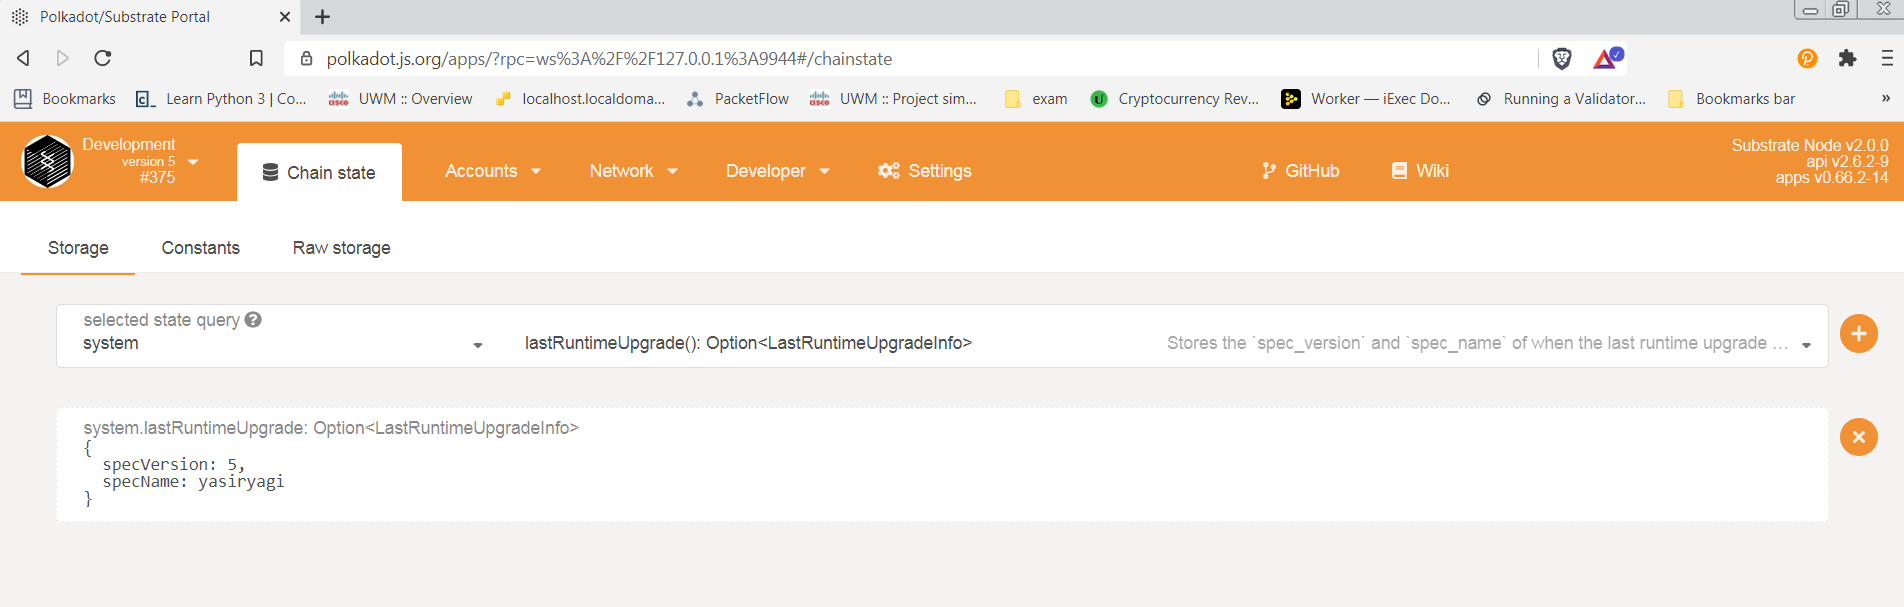 Polkadot/Substrate Portal
polkadot.js.org/apps/?rpc=ws%3A%2F%2F127.0.0.1%3A9944#/chainstate
Bookmarks Learn Python 3 | Co... UWM :: Overview localhost.localdoma... PacketFlow UWM :: Project sim... exam Cryptocurrency Rev... Worker — iExec Do... Running a Validator... Bookmarks bar »
Development
version 5
#375
Chain state Accounts Network Developer Settings GitHub Wiki
Substrate Node v2.0.0
api v2.6.2-9
apps v0.66.2-14
Storage Constants Raw storage
selected state query
system lastRuntimeUpgrade(): Option<LastRuntimeUpgradeInfo> Stores the `spec_version` and `spec_name` of when the last runtime upgrade ...
system.lastRuntimeUpgrade: Option<LastRuntimeUpgradeInfo>
{
specVersion: 5,
specName: yasiryagi
}